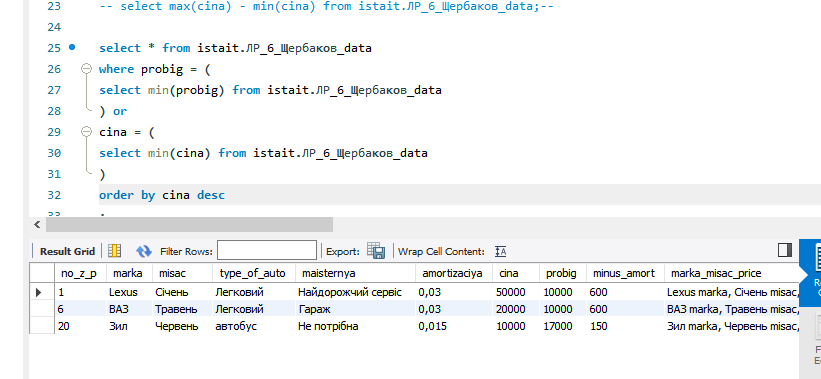 23 -- select max(cina) - min(cina) from istait.ЛР_6_Щербаков_data;--
24
25 select * from istait.ЛР_6_Щербаков_data
26 where probig = (
27 select min(probig) from istait.ЛР_6_Щербаков_data
28 ) or
29 cina = (
30 select min(cina) from istait.ЛР_6_Щербаков_data
31 )
32 order by cina desc
Result Grid Filter Rows: Export: Wrap Cell Content:
no_z_p marka misac type_of_auto maisternya amortizaciya cina probig minus_amort marka_misac_price
1 Lexus Січень Легковий Найдорожчий сервіс 0,03 50000 10000 600 Lexus marka, Січень misac,
6 ВАЗ Травень Легковий Гараж 0,03 20000 10000 600 ВАЗ marka, Травень misac,
20 Зил Червень автобус Не потрібна 0,015 10000 17000 150 Зил marka, Червень misac,